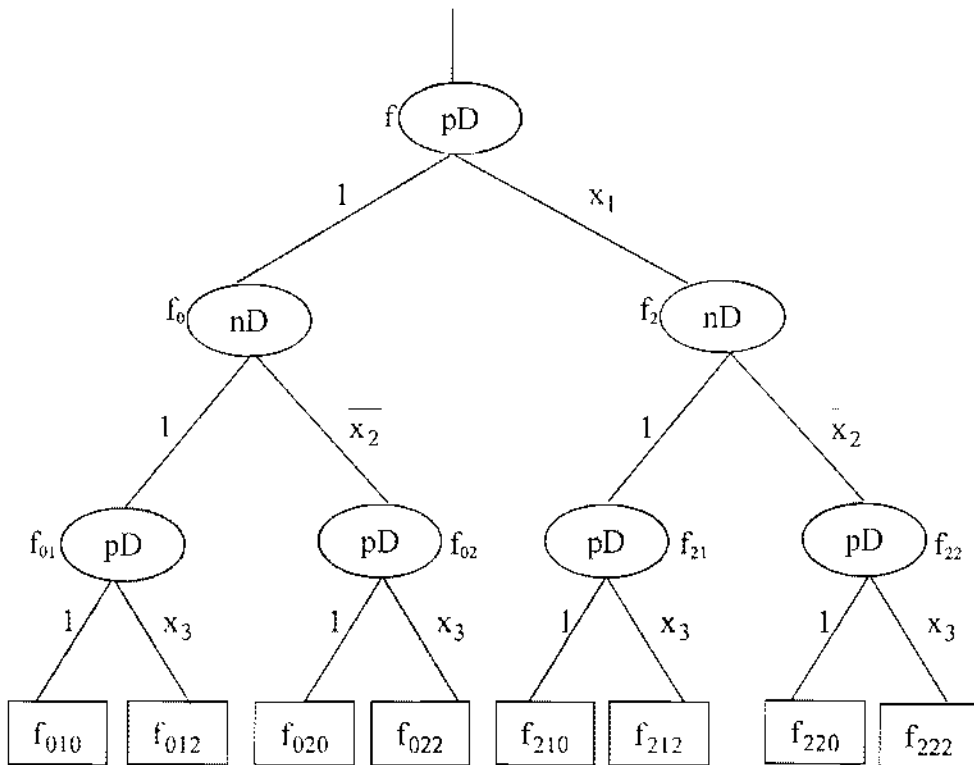 f pD
1 x₁
f₀ nD f₂ nD
1 x̅₂ 1 x̅₂
f₀₁ pD pD f₀₂ pD f₂₁ pD f₂₂
1 x₃ 1 x₃ 1 x₃ 1 x₃
f₀₁₀ f₀₁₂ f₀₂₀ f₀₂₂ f₂₁₀ f₂₁₂ f₂₂₀ f₂₂₂